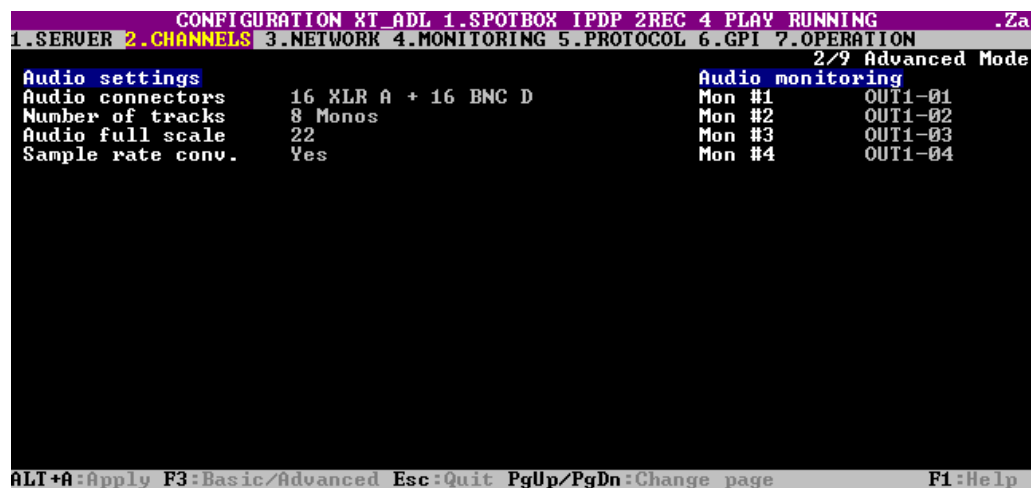 CONFIGURATION XT_ADL 1.SPOTBOX IPDP 2REC 4 PLAY RUNNING .Za
1.SERVER 2.CHANNELS 3.NETWORK 4.MONITORING 5.PROTOCOL 6.GPI 7.OPERATION
2/9 Advanced Mode
Audio settings Audio monitoring
Audio connectors 16 XLR A + 16 BNC D Mon #1 OUT1-01
Number of tracks 8 Monos Mon #2 OUT1-02
Audio full scale 22 Mon #3 OUT1-03
Sample rate conv. Yes Mon #4 OUT1-04
ALT+A:Apply F3:Basic/Advanced Esc:Quit PgUp/PgDn:Change page F1:Help